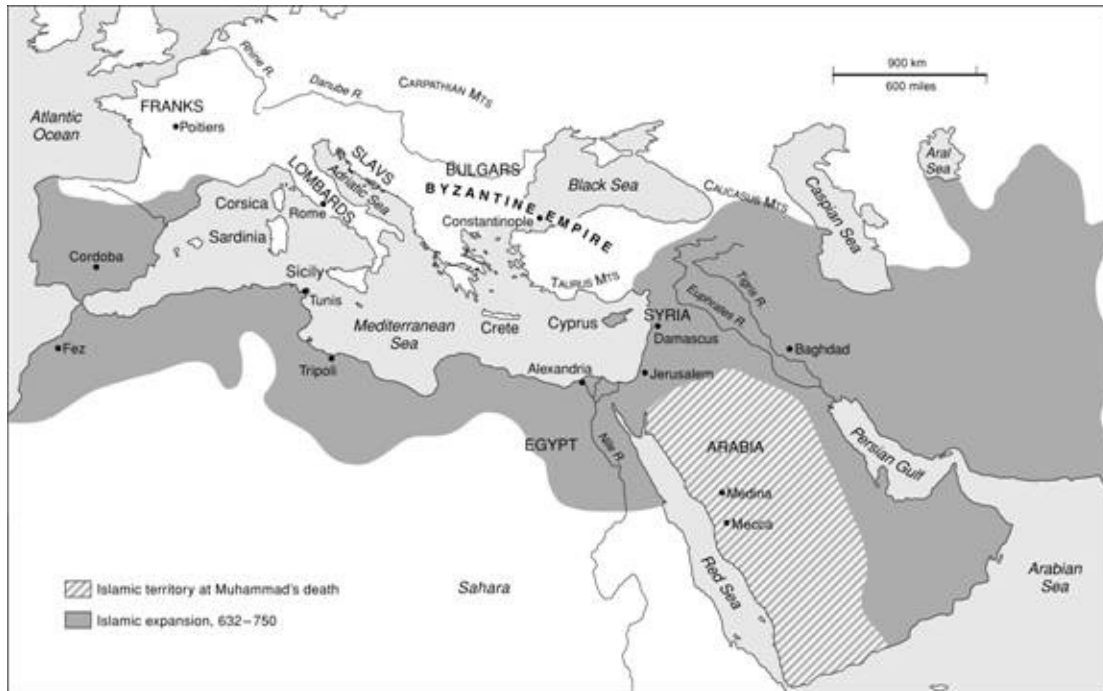 900 km
600 miles
Rhine R.
Danube R.
CARPATHIAN MTS
Atlantic
Ocean
FRANKS
Poitiers
SLAVS
LOMBARDS
Adriatic Sea
BULGARS
BYZANTINE EMPIRE
Black Sea
Constantinople
CAUCASUS MTS
Caspian Sea
Aral
Sea
Corsica
Rome
Sardinia
Cordoba
Sicily
Tunis
TAURUS MTS
Tigris R.
Euphrates R.
Mediterranean
Sea
Crete
Cyprus
SYRIA
Damascus
Baghdad
Fez
Tripoli
Alexandria
Jerusalem
EGYPT
Nile R.
ARABIA
Persian Gulf
Medina
Mecca
Red Sea
Arabian
Sea
Sahara
Islamic territory at Muhammad's death
Islamic expansion, 632–750